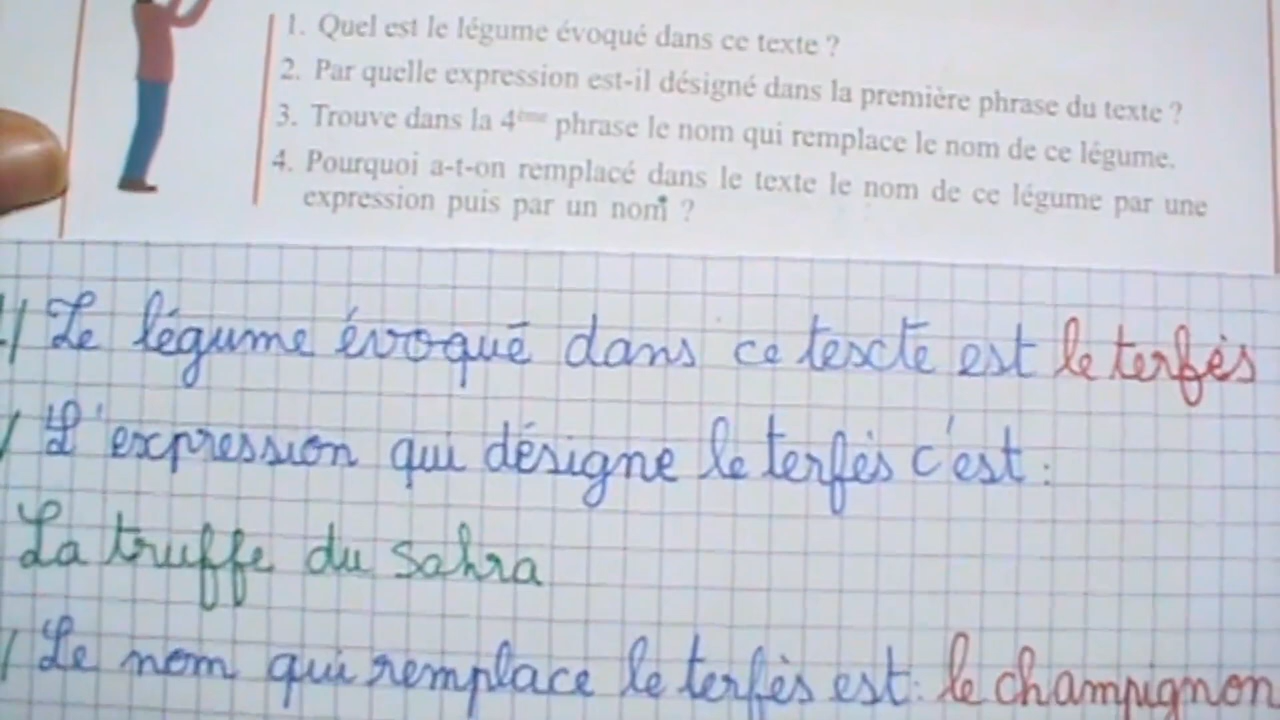 1. Quel est le légume évoqué dans ce texte ?
2. Par quelle expression est-il désigné dans la première phrase du texte ?
3. Trouve dans la 4ème phrase le nom qui remplace le nom de ce légume.
4. Pourquoi a-t-on remplacé dans le texte le nom de ce légume par une
expression puis par un nom ?
/ Le légume évoqué dans ce texte est le terfès
/ L'expression qui désigne le terfès c'est :
La truffe du Sahra
/ Le nom qui remplace le terfès est : le champignon